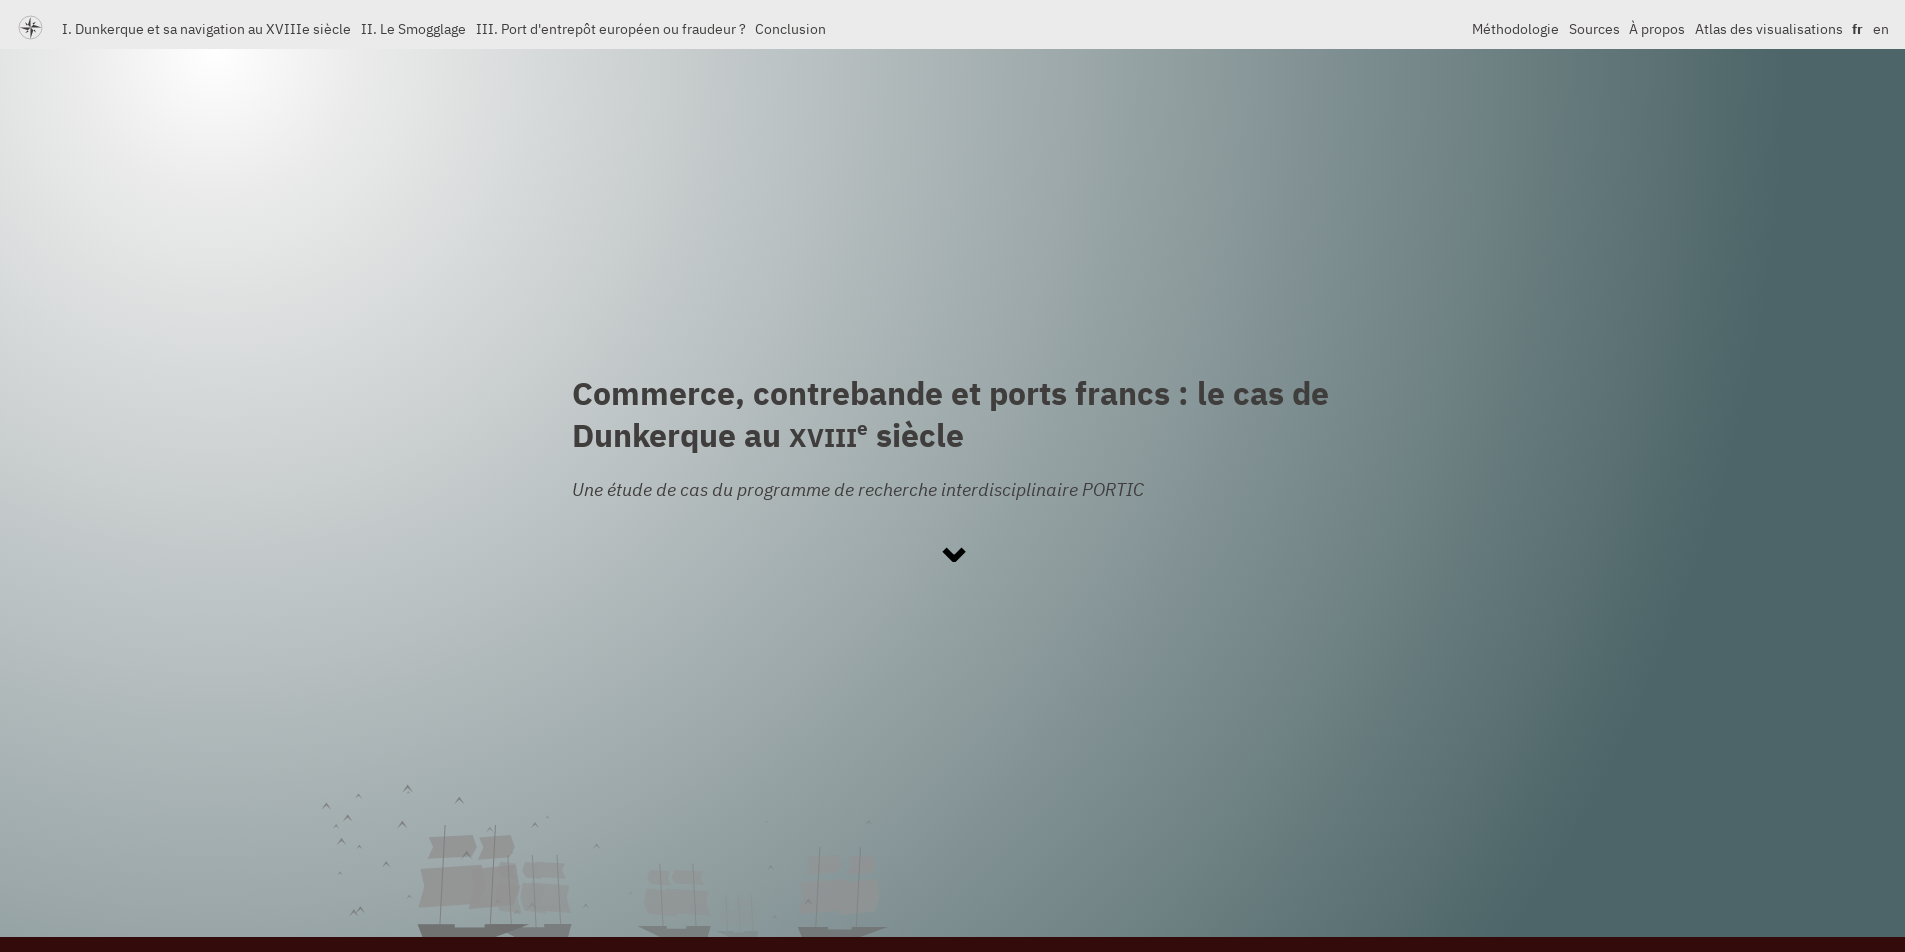 I. Dunkerque et sa navigation au XVIIIe siècle II. Le Smogglage III. Port d'entrepôt européen ou fraudeur ? Conclusion Méthodologie Sources À propos Atlas des visualisations fr en
Commerce, contrebande et ports francs : le cas de
Dunkerque au XVIIIe siècle
Une étude de cas du programme de recherche interdisciplinaire PORTIC